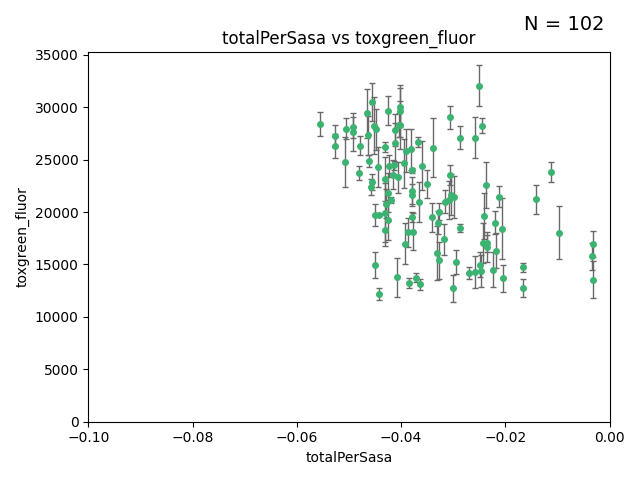 N = 102
totalPerSasa vs toxgreen_fluor
35000
30000
25000
20000
15000
10000
5000
0
toxgreen_fluor
−0.10 −0.08 −0.06 −0.04 −0.02 0.00
totalPerSasa